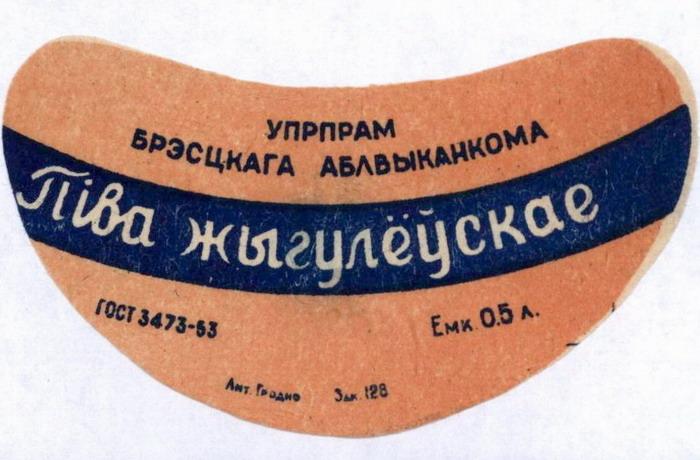 УПРПРАМ
БРЭСЦКАГА АБЛВЫКАНКОМА
Піва жыгулёўскае
ГОСТ 3473-53 Емк. 0.5 л.
Лит. Гродно Зак. 128